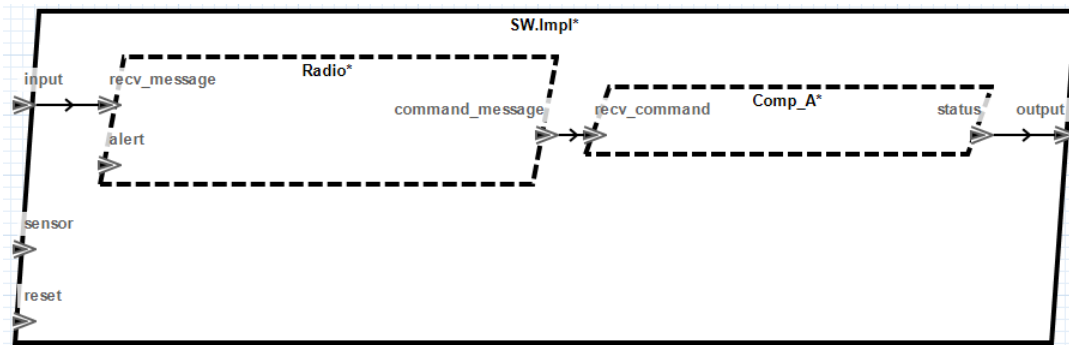 SW.Impl*
input
recv_message
Radio*
alert
command_message
recv_command
Comp_A*
status
output
sensor
reset